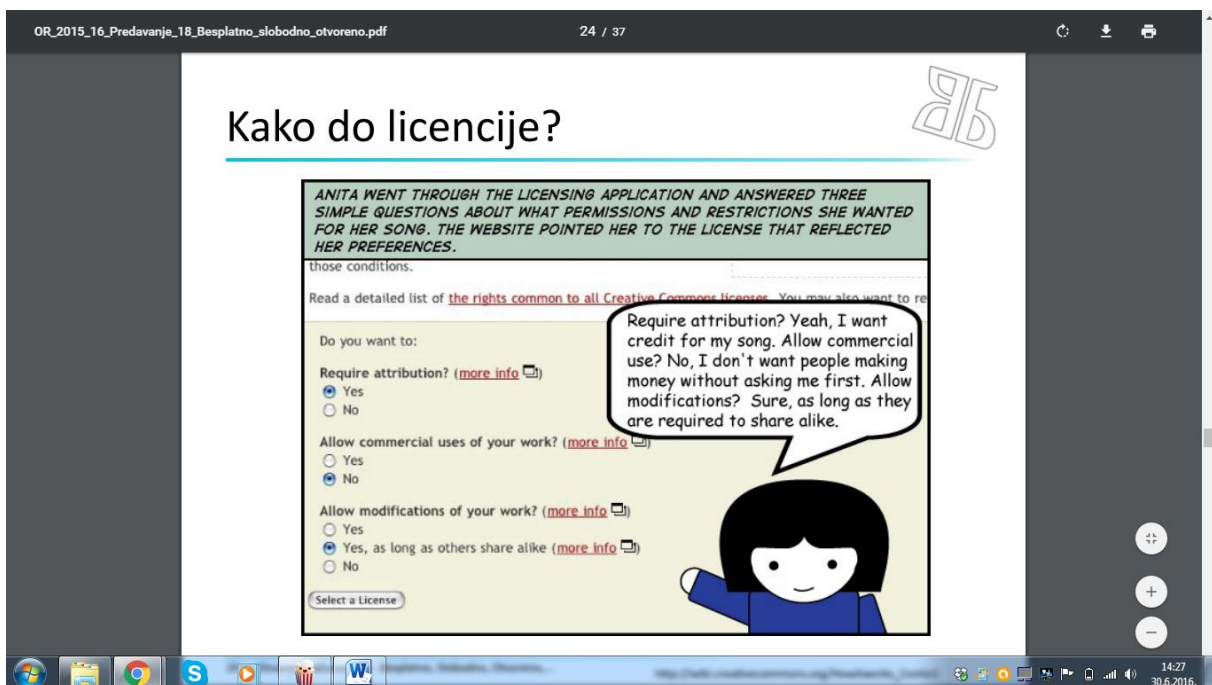 OR_2015_16_Predavanje_18_Besplatno_slobodno_otvoreno.pdf
24 / 37
Kako do licencije?
ANITA WENT THROUGH THE LICENSING APPLICATION AND ANSWERED THREE
SIMPLE QUESTIONS ABOUT WHAT PERMISSIONS AND RESTRICTIONS SHE WANTED
FOR HER SONG. THE WEBSITE POINTED HER TO THE LICENSE THAT REFLECTED
HER PREFERENCES.
those conditions.
Read a detailed list of the rights common to all Creative Commons licenses. You may also want to re
Require attribution? Yeah, I want
credit for my song. Allow commercial
use? No, I don't want people making
money without asking me first. Allow
modifications? Sure, as long as they
are required to share alike.
Do you want to:
Require attribution? (more info)
Yes
No
Allow commercial uses of your work? (more info)
Yes
No
Allow modifications of your work? (more info)
Yes
Yes, as long as others share alike (more info)
No
Select a License
14:27
30.6.2016.